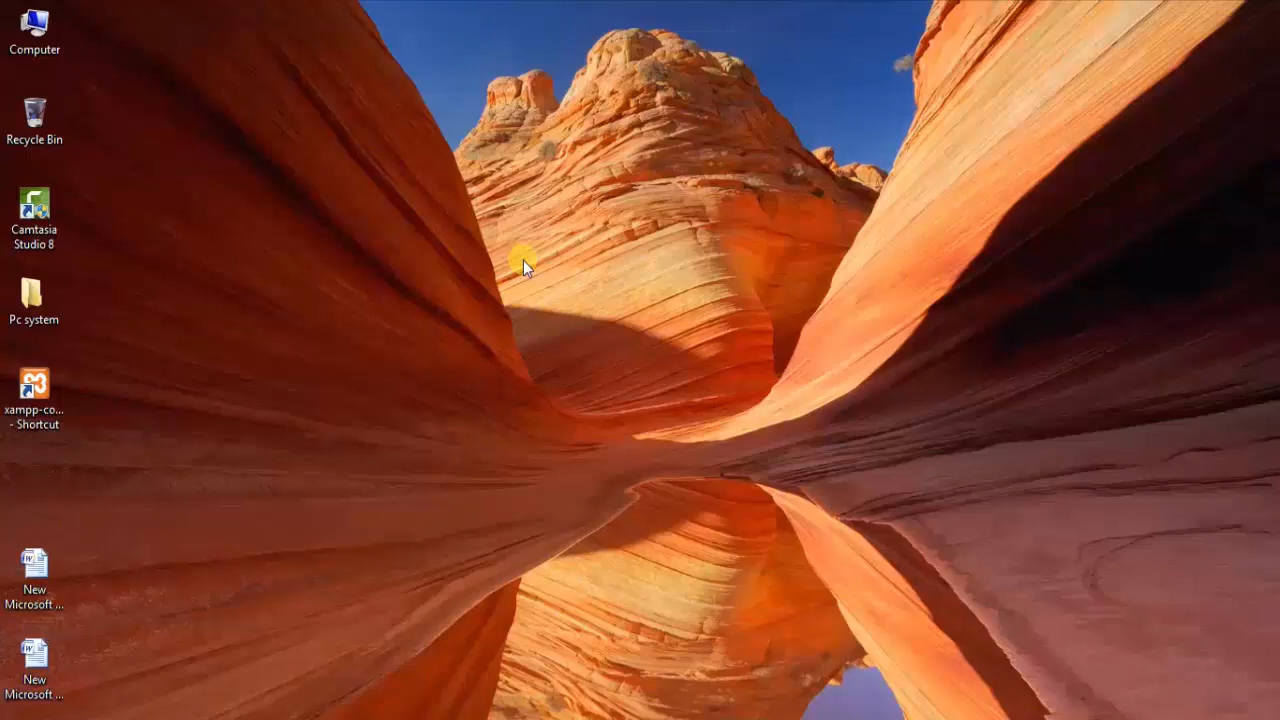 Computer
Recycle Bin
Camtasia
Studio 8
Pc system
xampp-co...
- Shortcut
New
Microsoft ...
New
Microsoft ...